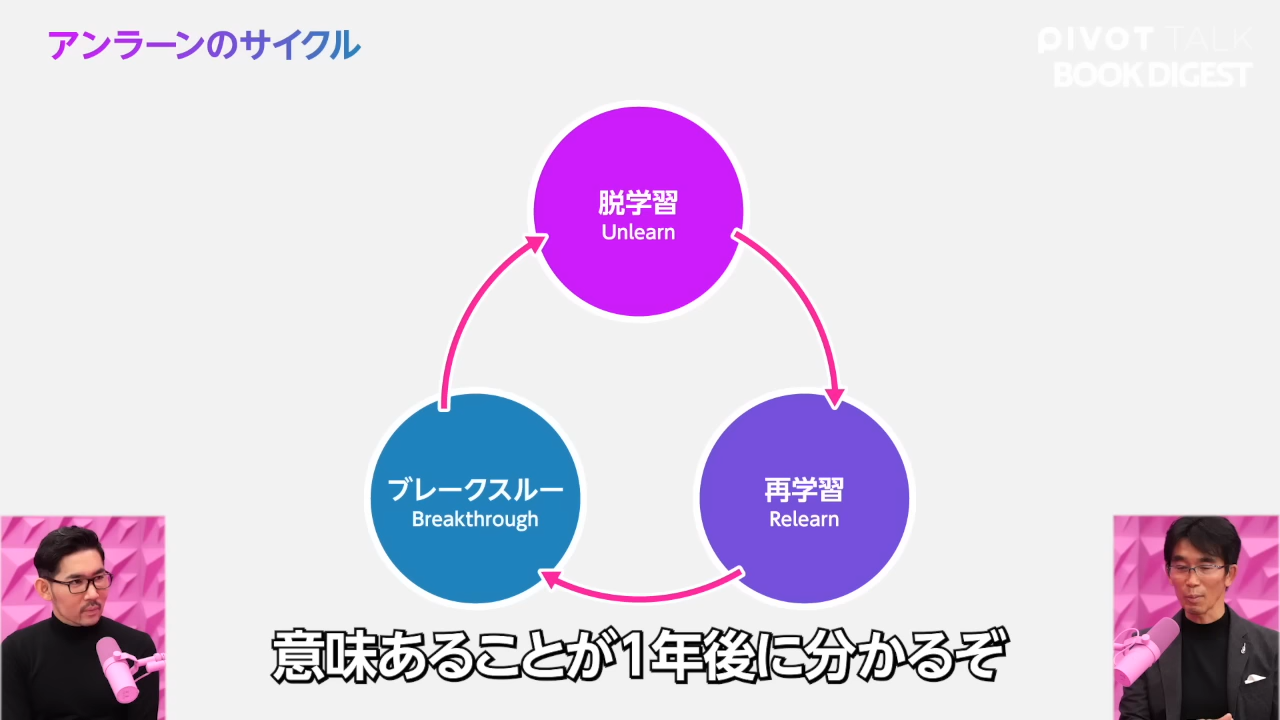 アンラーンのサイクル
PIVOT TALK
BOOK DIGEST
脱学習
Unlearn
ブレークスルー
Breakthrough
再学習
Relearn
意味あることが1年後に分かるぞ